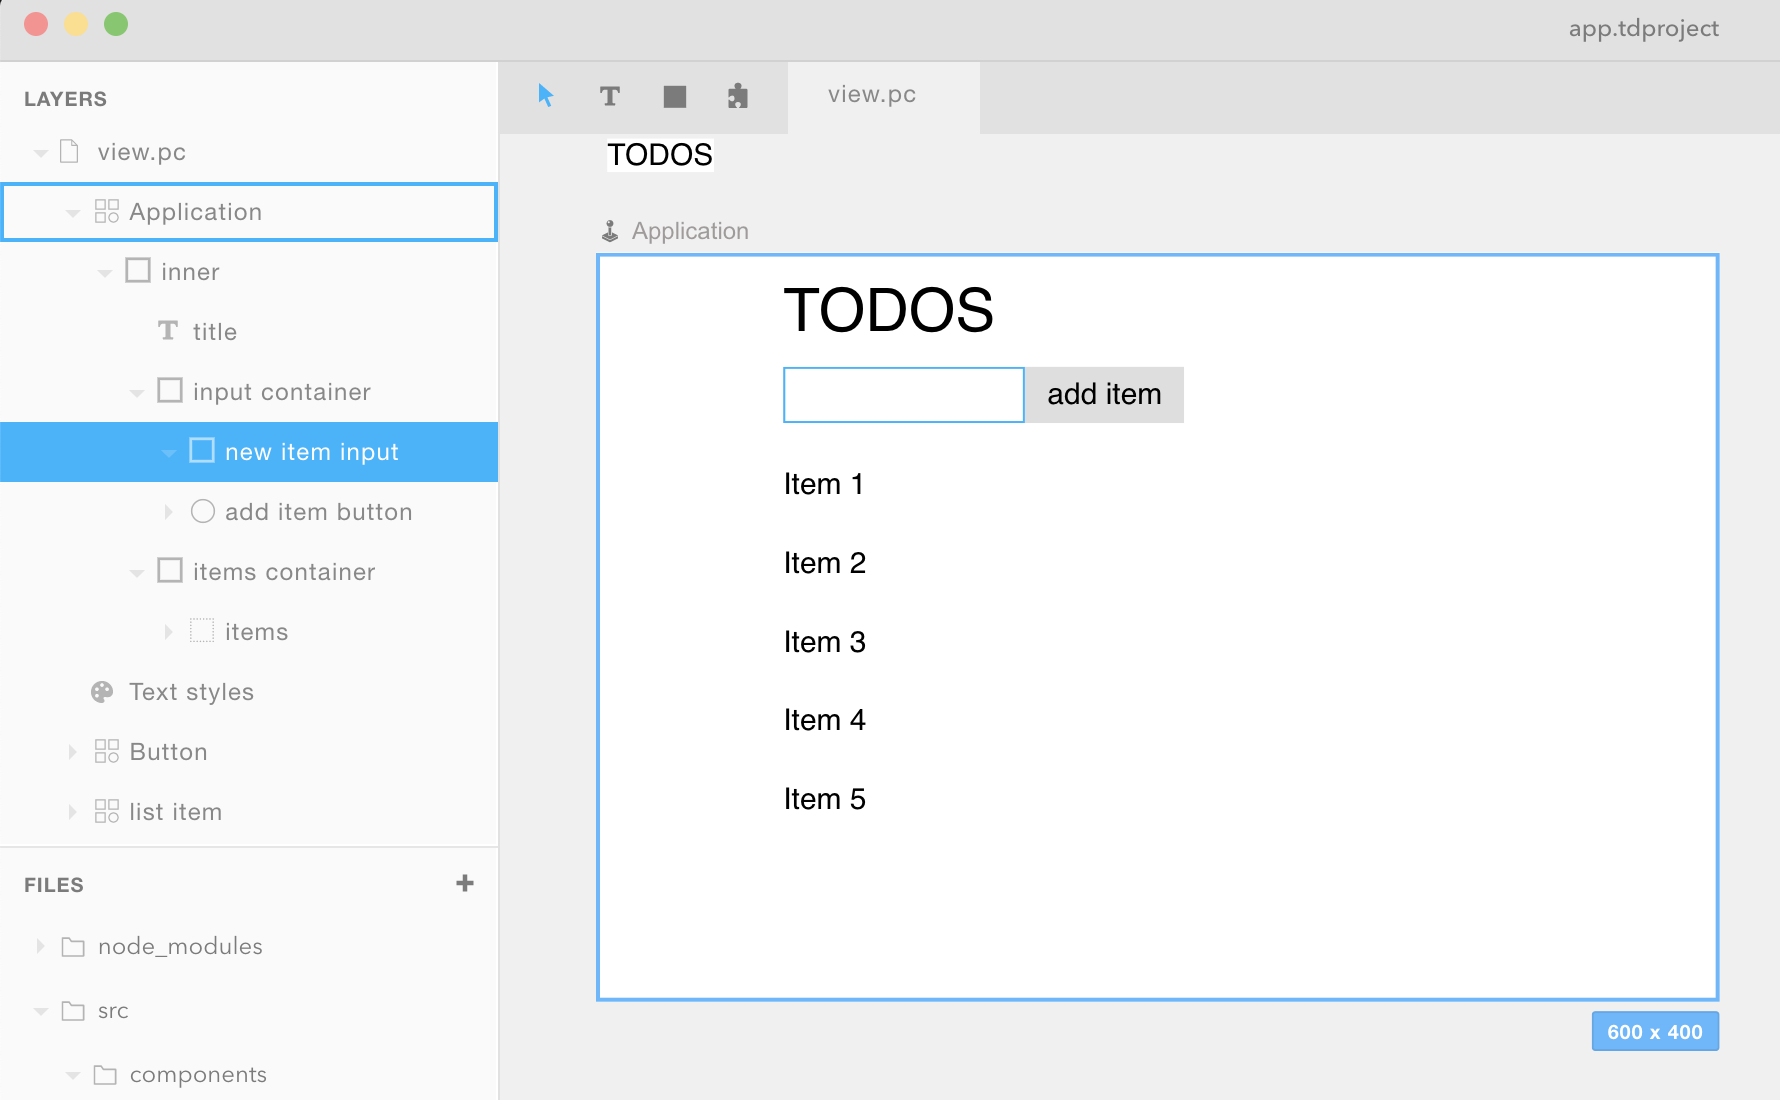 app.tdproject
LAYERS
view.pc
Application
inner
title
input container
new item input
add item button
items container
items
Text styles
Button
list item
FILES
node_modules
src
components
view.pc
TODOS
Application
TODOS
add item
Item 1
Item 2
Item 3
Item 4
Item 5
600 x 400